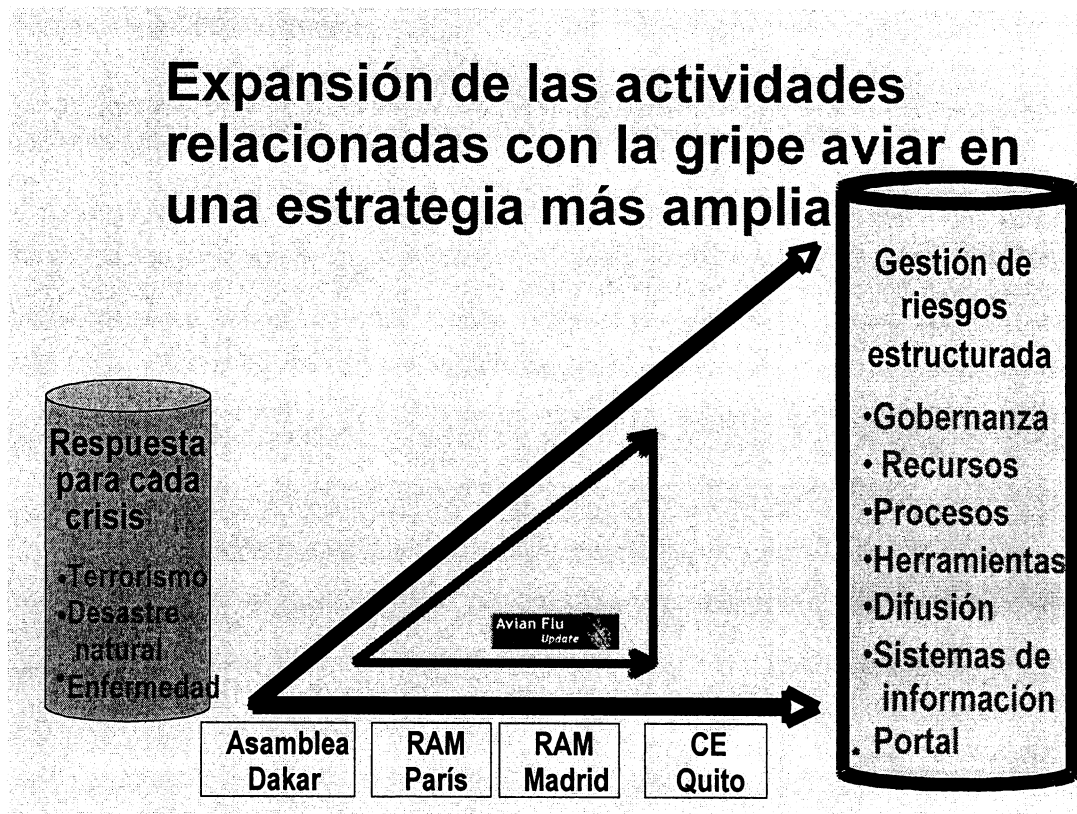 Expansión de las actividades
relacionadas con la gripe aviar en
una estrategia más amplia
Respuesta
para cada
crisis
•Terrorismo
•Desastre
natural
•Enfermedad
Avian Flu
Update
Asamblea
Dakar
RAM
París
RAM
Madrid
CE
Quito
Gestión de
riesgos
estructurada
•Gobernanza
• Recursos
•Procesos
•Herramientas
•Difusión
•Sistemas de
información
. Portal